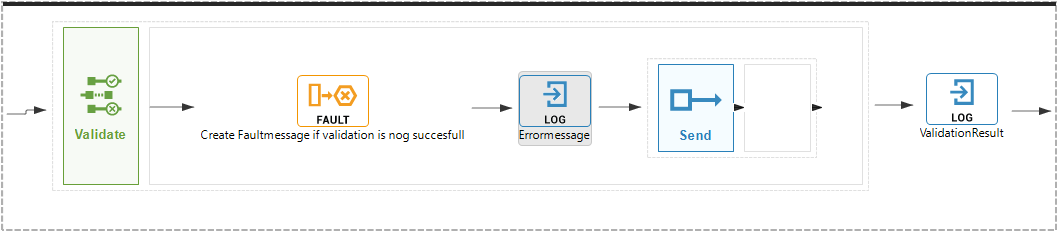 Validate
FAULT
Create Faultmessage if validation is nog succesfull
LOG
Errormessage
Send
LOG
ValidationResult